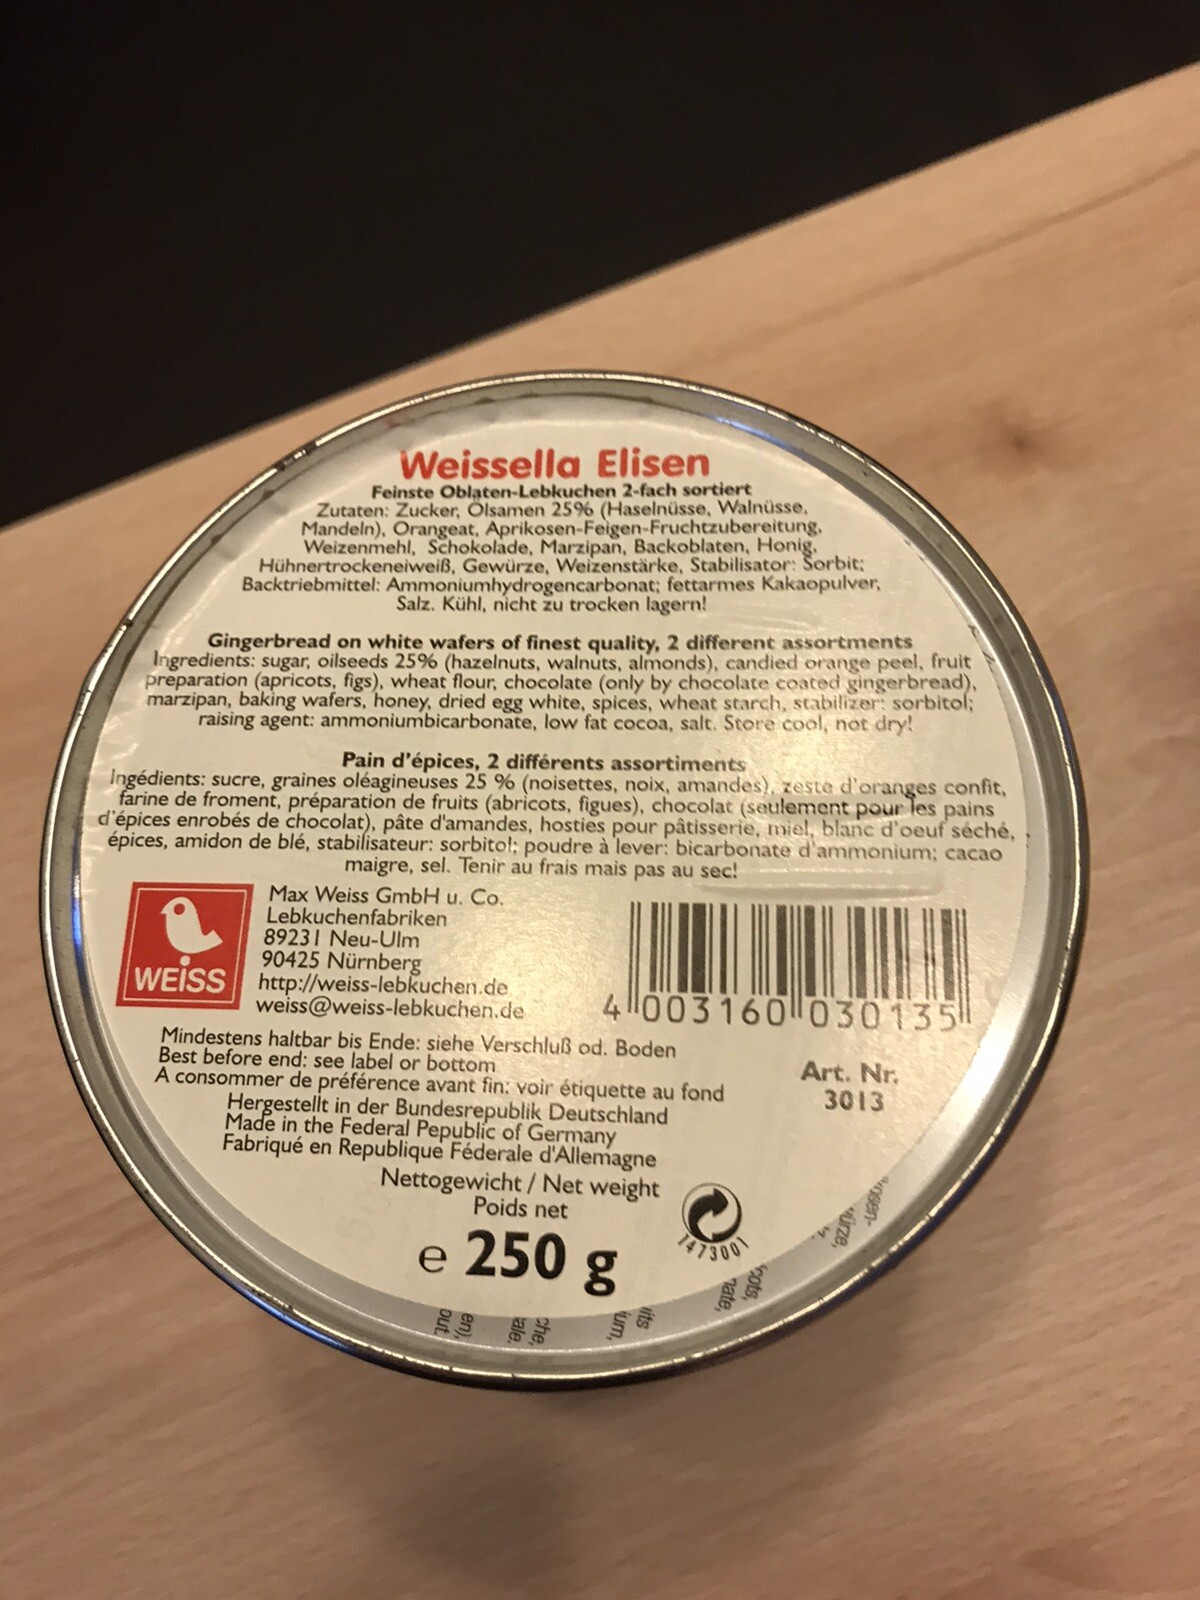 Weissella Elisen
Feinste Oblaten-Lebkuchen 2-fach sortiert
Zutaten: Zucker, Ölsamen 25% (Haselnüsse, Walnüsse,
Mandeln), Orangeat, Aprikosen-Feigen-Fruchtzubereitung,
Weizenmehl, Schokolade, Marzipan, Backoblaten, Honig,
Hühnertrockeneiweiß, Gewürze, Weizenstärke, Stabilisator: Sorbit;
Backtriebmittel: Ammoniumhydrogencarbonat; fettarmes Kakaopulver,
Salz. Kühl, nicht zu trocken lagern!
Gingerbread on white wafers of finest quality, 2 different assortments
Ingredients: sugar, oilseeds 25% (hazelnuts, walnuts, almonds), candied orange peel, fruit
preparation (apricots, figs), wheat flour, chocolate (only by chocolate coated gingerbread),
marzipan, baking wafers, honey, dried egg white, spices, wheat starch, stabilizer: sorbitol;
raising agent: ammoniumbicarbonate, low fat cocoa, salt. Store cool, not dry!
Pain d'épices, 2 différents assortiments
Ingédients: sucre, graines oléagineuses 25 % (noisettes, noix, amandes), zeste d'oranges confit,
farine de froment, préparation de fruits (abricots, figues), chocolat (seulement pour les pains
d'épices enrobés de chocolat), pâte d'amandes, hosties pour pâtisserie, miel, blanc d'oeuf séché,
épices, amidon de blé, stabilisateur: sorbitol; poudre à lever: bicarbonate d'ammonium; cacao
maigre, sel. Tenir au frais mais pas au sec!
WEISS
Max Weiss GmbH u. Co.
Lebkuchenfabriken
89231 Neu-Ulm
90425 Nürnberg
http://weiss-lebkuchen.de
weiss@weiss-lebkuchen.de
4 003160 030135
Mindestens haltbar bis Ende: siehe Verschluß od. Boden
Best before end: see label or bottom
A consommer de préférence avant fin: voir étiquette au fond
Hergestellt in der Bundesrepublik Deutschland
Made in the Federal Pepublic of Germany
Fabriqué en Republique Féderale d'Allemagne
Art. Nr.
3013
Nettogewicht / Net weight
Poids net
e 250 g
1473001